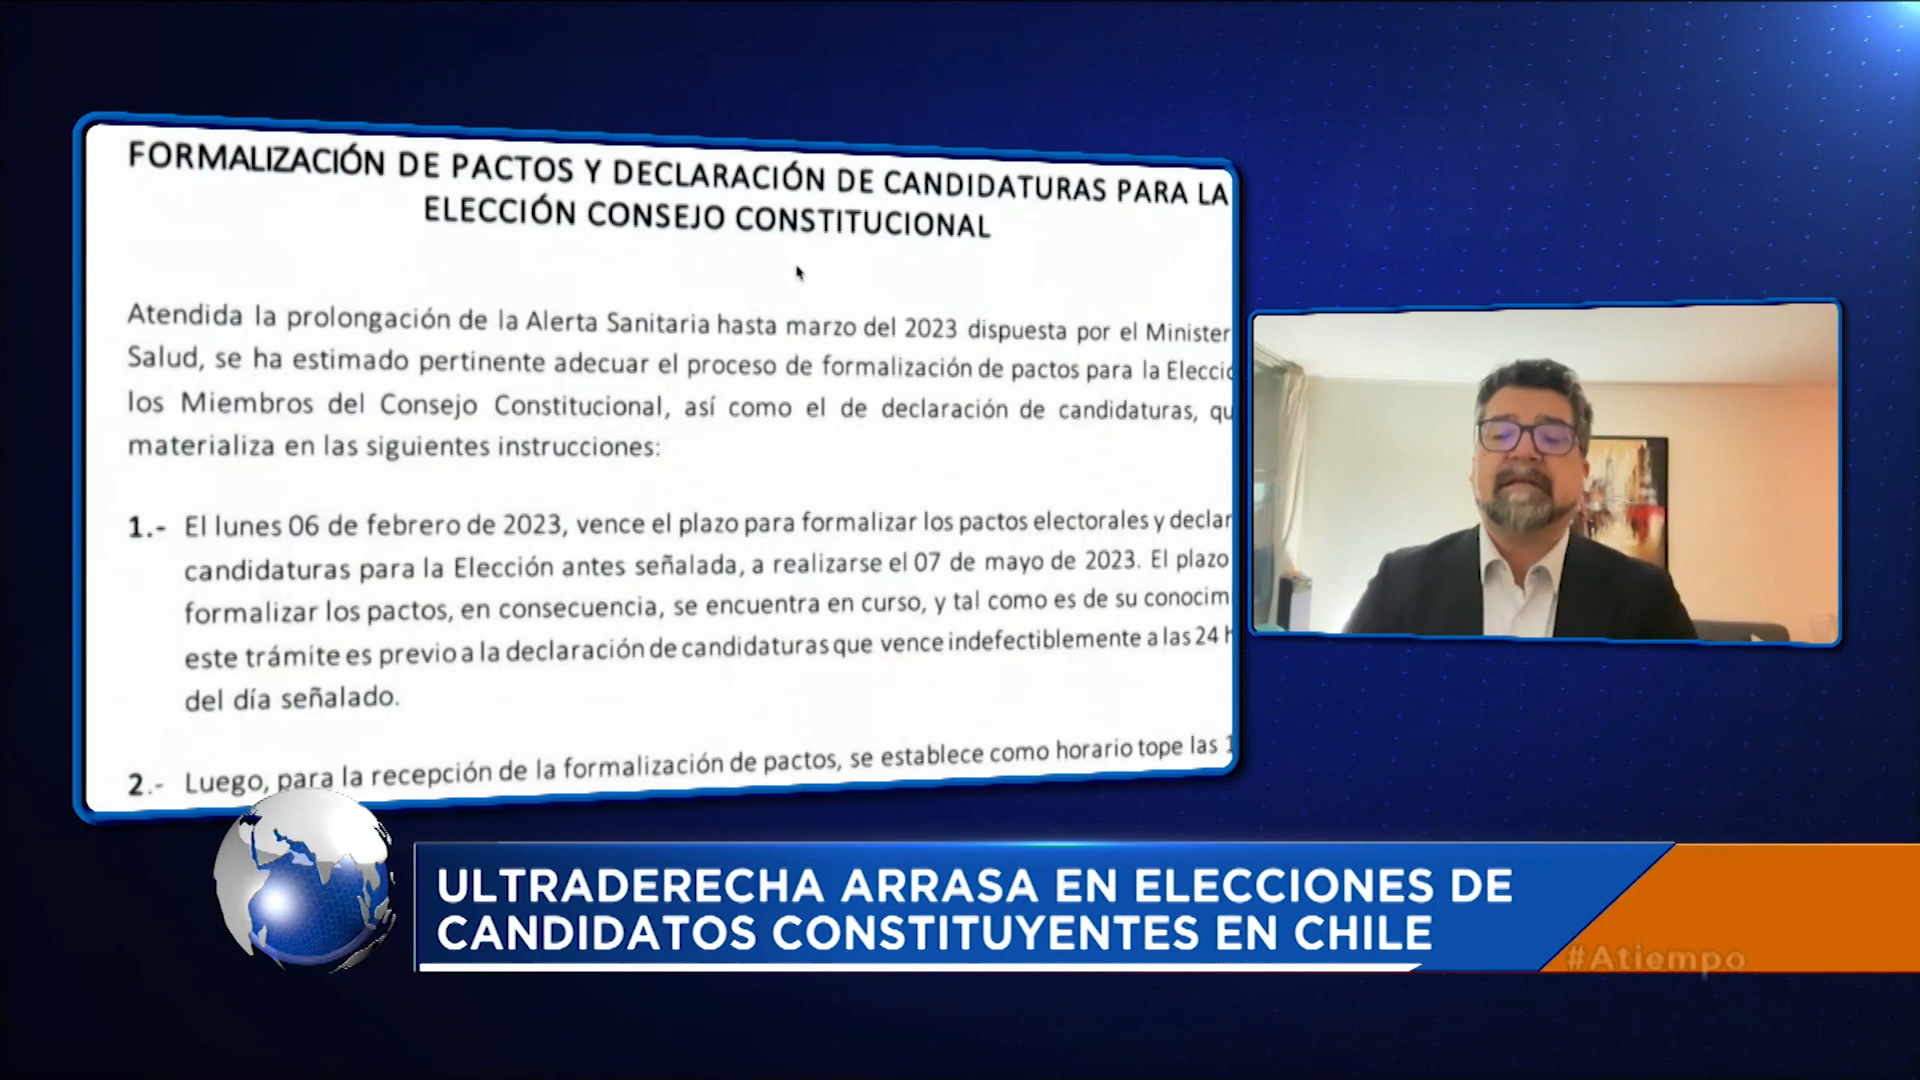 FORMALIZACIÓN DE PACTOS Y DECLARACIÓN DE CANDIDATURAS PARA LA
ELECCIÓN CONSEJO CONSTITUCIONAL
Atendida la prolongación de la Alerta Sanitaria hasta marzo del 2023 dispuesta por el
Salud, se ha estimado pertinente adecuar el proceso de formalización de pactos para la
los Miembros del Consejo Constitucional, así como el de declaración de candidaturas,
materializa en las siguientes instrucciones:
1.- El lunes 06 de febrero de 2023, vence el plazo para formalizar los pactos electorales y
candidaturas para la Elección antes señalada, a realizarse el 07 de mayo de 2023. El plazo
formalizar los pactos, en consecuencia, se encuentra en curso, y tal como es de su
este trámite es previo a la declaración de candidaturas que vence indefectiblemente a las 24
del día señalado.
2.- Luego, para la recepción de la formalización de pactos, se establece como horario tope las
ULTRADERECHA ARRASA EN ELECCIONES DE
CANDIDATOS CONSTITUYENTES EN CHILE
#Atiempo